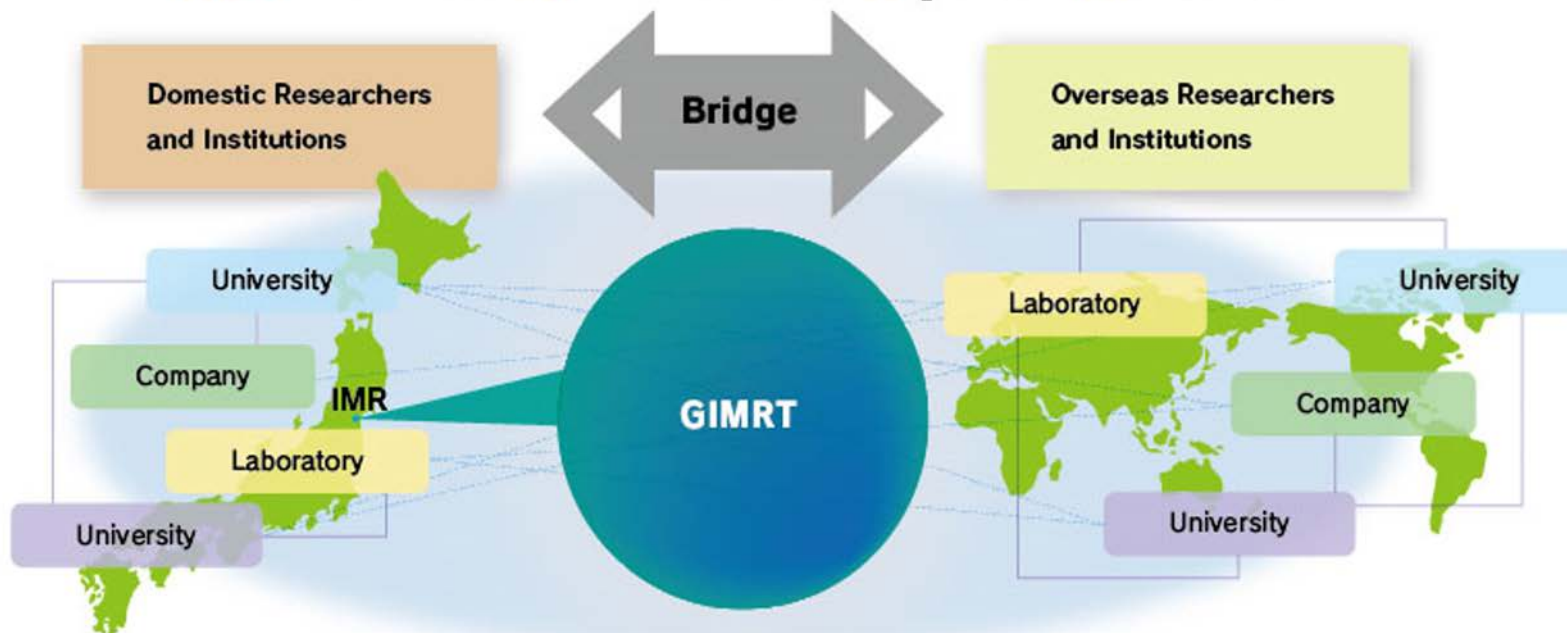 Domestic Researchers
and Institutions
Bridge
Overseas Researchers
and Institutions
University
Company
IMR
Laboratory
University
GIMRT
Laboratory
University
Company
University